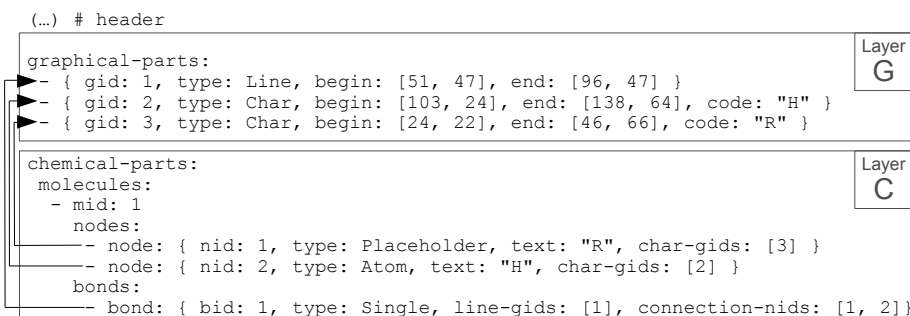 (…) # header
Layer
G
graphical-parts:
- { gid: 1, type: Line, begin: [51, 47], end: [96, 47] }
- { gid: 2, type: Char, begin: [103, 24], end: [138, 64], code: "H" }
- { gid: 3, type: Char, begin: [24, 22], end: [46, 66], code: "R" }
Layer
C
chemical-parts:
molecules:
- mid: 1
nodes:
- node: { nid: 1, type: Placeholder, text: "R", char-gids: [3] }
- node: { nid: 2, type: Atom, text: "H", char-gids: [2] }
bonds:
- bond: { bid: 1, type: Single, line-gids: [1], connection-nids: [1, 2]}